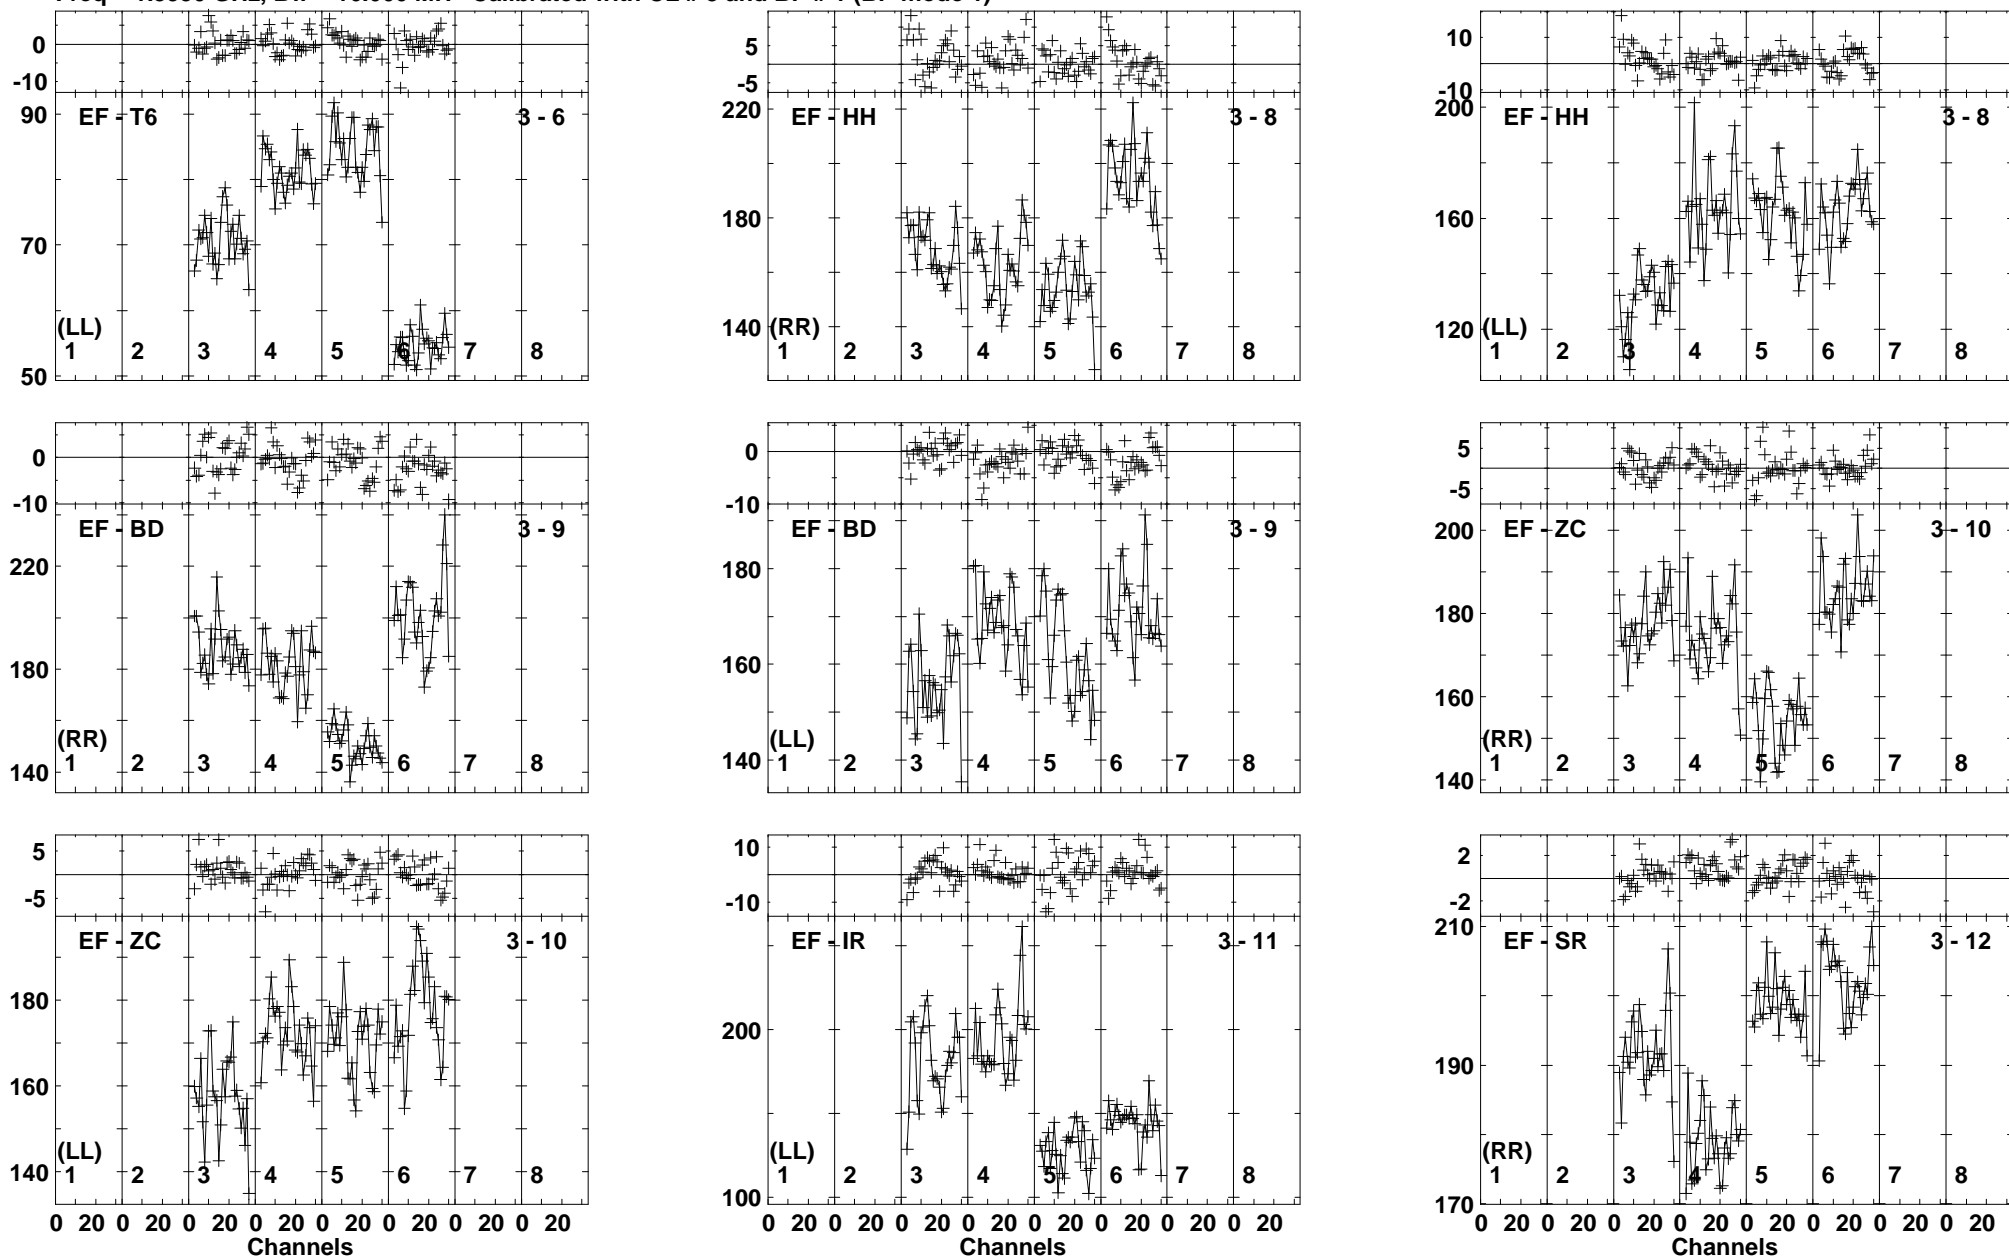 0
-10
90
70
50
EF - T6
3 - 6
(LL)
1 2 3 4 5 6 7 8
5
-5
220
180
140
EF - HH
3 - 8
(RR)
1 2 3 4 5 6 7 8
10
-10
200
160
120
EF - HH
3 - 8
(LL)
1 2 3 4 5 6 7 8
0
-10
220
180
140
EF - BD
3 - 9
(RR)
1 2 3 4 5 6 7 8
0
-10
180
160
140
EF - BD
3 - 9
(LL)
1 2 3 4 5 6 7 8
5
-5
200
180
160
140
EF - ZC
3 - 10
(RR)
1 2 3 4 5 6 7 8
5
-5
180
160
140
EF - ZC
3 - 10
(LL)
1 2 3 4 5 6 7 8
0 20 0 20 0 20 0 20 0 20 0 20 0 20 0 20
Channels
10
-10
200
100
EF - IR
3 - 11
(LL)
1 2 3 4 5 6 7 8
0 20 0 20 0 20 0 20 0 20 0 20 0 20 0 20
Channels
2
-2
210
190
170
EF - SR
3 - 12
(RR)
1 2 3 4 5 6 7 8
0 20 0 20 0 20 0 20 0 20 0 20 0 20 0 20
Channels